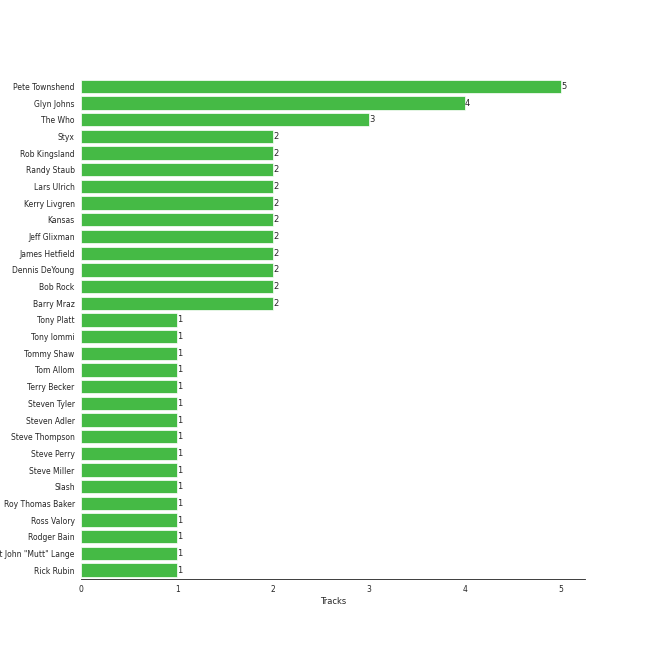 Pete Townshend 5
Glyn Johns 4
The Who 3
Styx 2
Rob Kingsland 2
Randy Staub 2
Lars Ulrich 2
Kerry Livgren 2
Kansas 2
Jeff Glixman 2
James Hetfield 2
Dennis DeYoung 2
Bob Rock 2
Barry Mraz 2
Tony Platt 1
Tony Iommi 1
Tommy Shaw 1
Tom Allom 1
Terry Becker 1
Steven Tyler 1
Steven Adler 1
Steve Thompson 1
Steve Perry 1
Steve Miller 1
Slash 1
Roy Thomas Baker 1
Ross Valory 1
Rodger Bain 1
t John "Mutt" Lange 1
Rick Rubin 1
0 1 2 3 4 5
Tracks